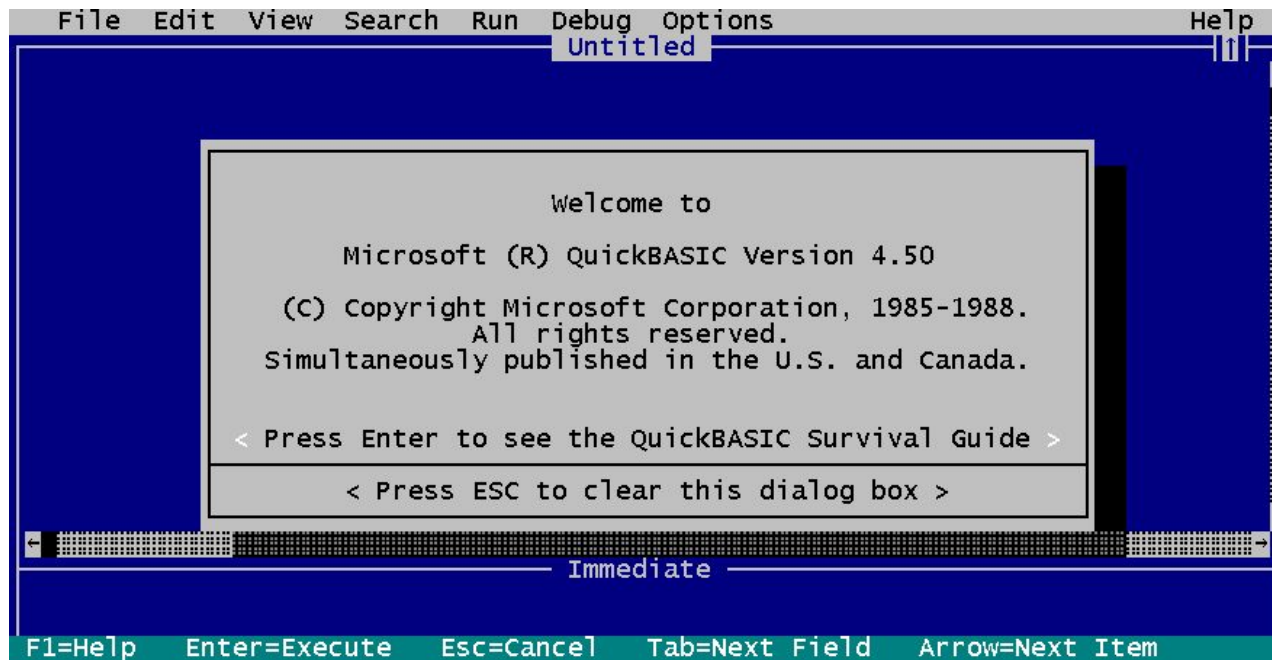 File Edit View Search Run Debug Options Help
Untitled
Welcome to
Microsoft (R) QuickBASIC Version 4.50
(C) Copyright Microsoft Corporation, 1985-1988.
All rights reserved.
Simultaneously published in the U.S. and Canada.
< Press Enter to see the QuickBASIC Survival Guide >
< Press ESC to clear this dialog box >
Immediate
F1=Help Enter=Execute Esc=Cancel Tab=Next Field Arrow=Next Item